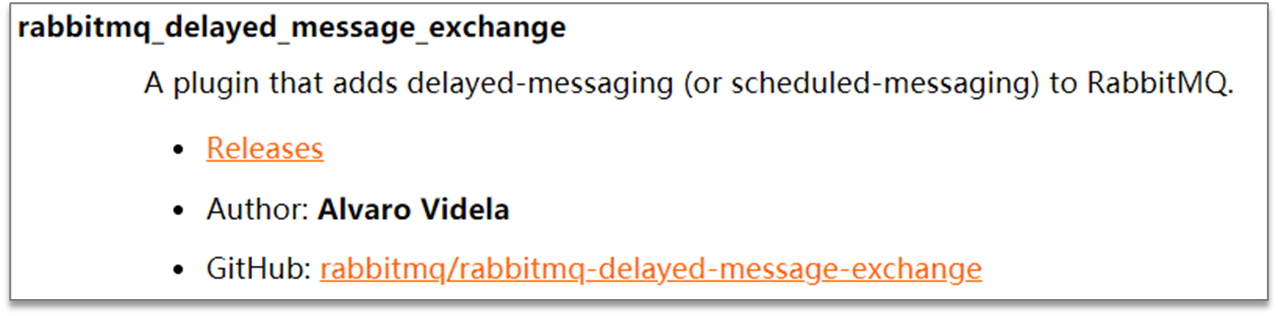 rabbitmq_delayed_message_exchange
A plugin that adds delayed-messaging (or scheduled-messaging) to RabbitMQ.
• Releases
• Author: Alvaro Videla
• GitHub: rabbitmq/rabbitmq-delayed-message-exchange